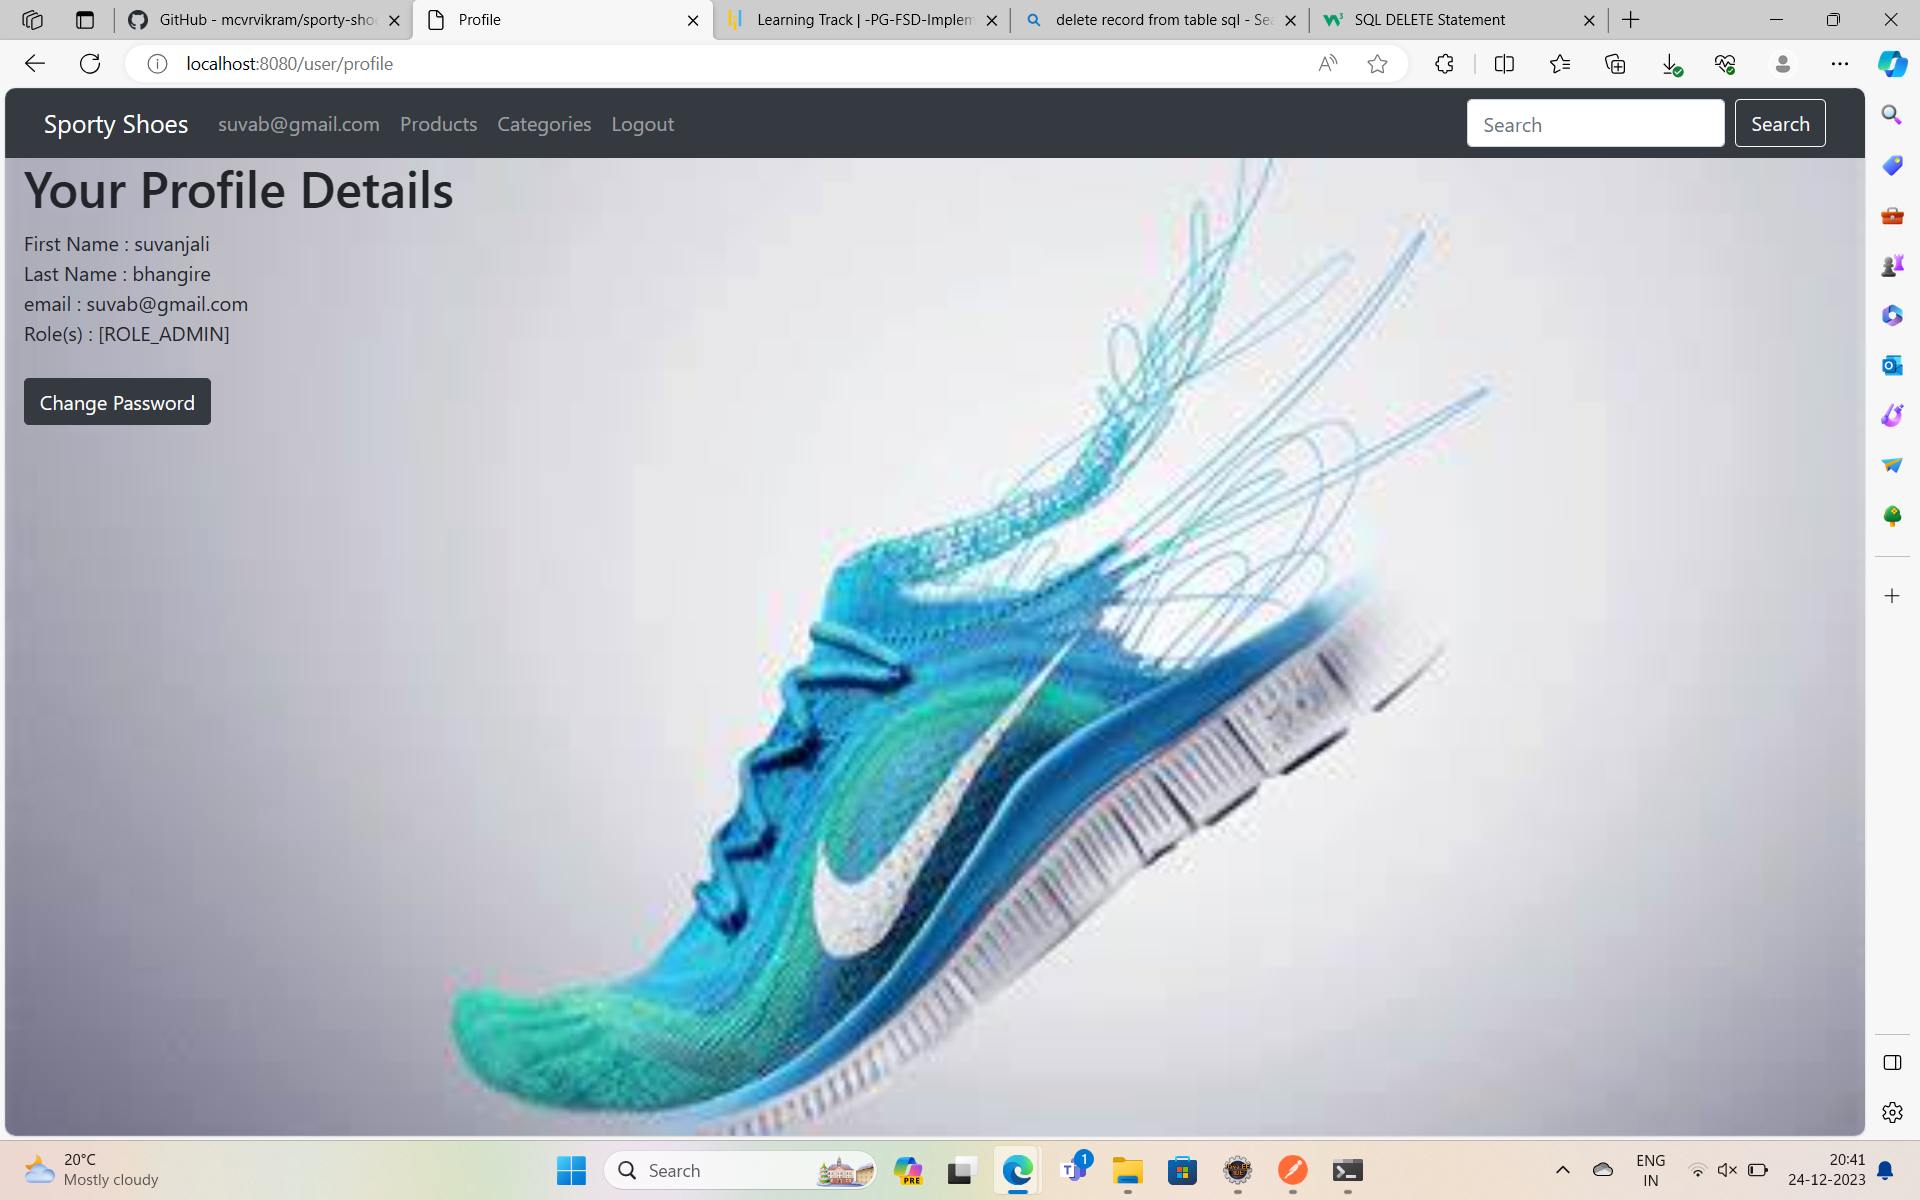 GitHub - mcvrvikram/sporty-sho
Profile
Learning Track | -PG-FSD-Implem
delete record from table sql - Sea
SQL DELETE Statement
localhost:8080/user/profile
Sporty Shoes
suvab@gmail.com
Products
Categories
Logout
Search
Search
Your Profile Details
First Name : suvanjali
Last Name : bhangire
email : suvab@gmail.com
Role(s) : [ROLE_ADMIN]
Change Password
20°C
Mostly cloudy
Search
PRE
1
ENG
IN
20:41
24-12-2023